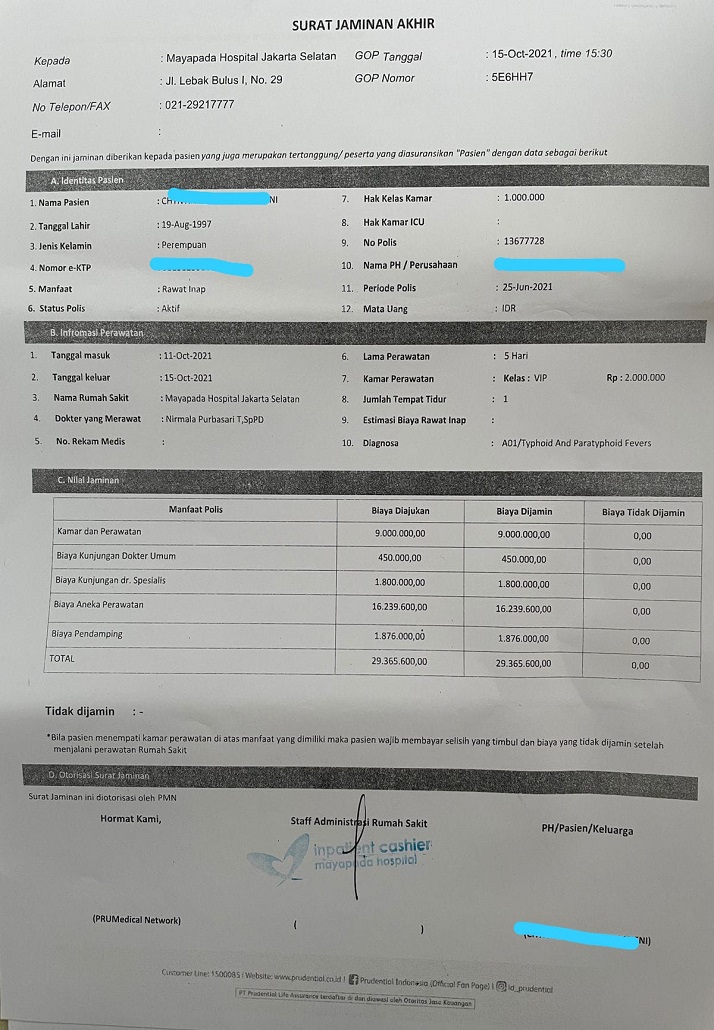 SURAT JAMINAN AKHIR
Kepada : Mayapada Hospital Jakarta Selatan GOP Tanggal : 15-Oct-2021, time 15:30
Alamat : Jl. Lebak Bulus I, No. 29 GOP Nomor : 5E6HH7
No Telepon/FAX : 021-29217777
E-mail :
Dengan ini jaminan diberikan kepada pasien yang juga merupakan tertanggung/ peserta yang diasuransikan "Pasien" dengan data sebagai berikut
A. Identitas Pasien
1. Nama Pasien : CH NI 7. Hak Kelas Kamar : 1.000.000
2. Tanggal Lahir : 19-Aug-1997 8. Hak Kamar ICU :
3. Jenis Kelamin : Perempuan 9. No Polis : 13677728
4. Nomor e-KTP : 10. Nama PH / Perusahaan :
5. Manfaat : Rawat Inap 11. Periode Polis : 25-Jun-2021
6. Status Polis : Aktif 12. Mata Uang : IDR
B. Infromasi Perawatan
1. Tanggal masuk : 11-Oct-2021 6. Lama Perawatan : 5 Hari
2. Tanggal keluar : 15-Oct-2021 7. Kamar Perawatan : Kelas : VIP Rp : 2.000.000
3. Nama Rumah Sakit : Mayapada Hospital Jakarta Selatan 8. Jumlah Tempat Tidur : 1
4. Dokter yang Merawat : Nirmala Purbasari T,SpPD 9. Estimasi Biaya Rawat Inap :
5. No. Rekam Medis : 10. Diagnosa : A01/Typhoid And Paratyphoid Fevers
C. Nilai Jaminan
Manfaat Polis Biaya Diajukan Biaya Dijamin Biaya Tidak Dijamin
Kamar dan Perawatan 9.000.000,00 9.000.000,00 0,00
Biaya Kunjungan Dokter Umum 450.000,00 450.000,00 0,00
Biaya Kunjungan dr. Spesialis 1.800.000,00 1.800.000,00 0,00
Biaya Aneka Perawatan 16.239.600,00 16.239.600,00 0,00
Biaya Pendamping 1.876.000,00 1.876.000,00 0,00
TOTAL 29.365.600,00 29.365.600,00 0,00
Tidak dijamin : -
*Bila pasien menempati kamar perawatan di atas manfaat yang dimiliki maka pasien wajib membayar selisih yang timbul dan biaya yang tidak dijamin setelah
menjalani perawatan Rumah Sakit
D. Otorisasi Surat Jaminan
Surat Jaminan ini diotorisasi oleh PMN
Hormat Kami, Staff Administrasi Rumah Sakit PH/Pasien/Keluarga
inpatient cashier
mayapada hospital
(PRUMedical Network) ( ) ( NI)
Customer Line: 1500085 | Website: www.prudential.co.id | Prudential Indonesia (Official Fan Page) | id_prudential
PT Prudential Life Assurance terdaftar di dan diawasi oleh Otoritas Jasa Keuangan